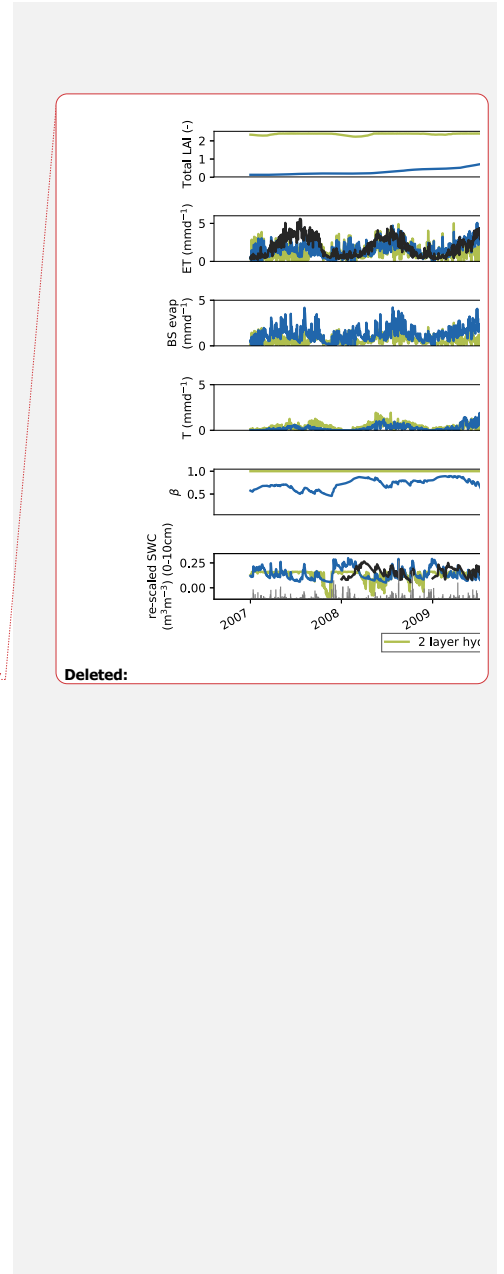 Total LAI (-)
2
1
0
ET (mmd⁻¹)
5
0
BS evap
(mmd⁻¹)
5
0
T (mmd⁻¹)
5
0
β
1.0
0.5
re-scaled SWC
(m³m⁻³) (0-10cm)
0.25
0.00
2007
2008
2009
2 layer hyd
Deleted: